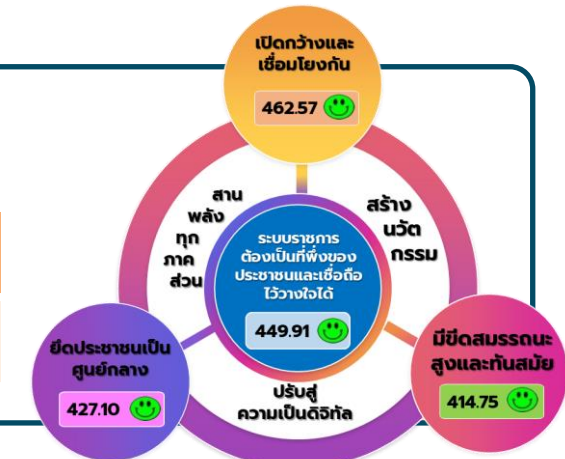 เปิดกว้างและ
เชื่อมโยงกัน
462.57
สาน
พลัง
ทุก
ภาค
ส่วน
สร้าง
นวัต
กรรม
ระบบราชการ
ต้องเป็นที่พึ่งของ
ประชาชนและเชื่อถือ
ไว้วางใจได้
449.91
ยึดประชาชนเป็น
ศูนย์กลาง
427.10
มีขีดสมรรถนะ
สูงและทันสมัย
414.75
ปรับสู่
ความเป็นดิจิทัล